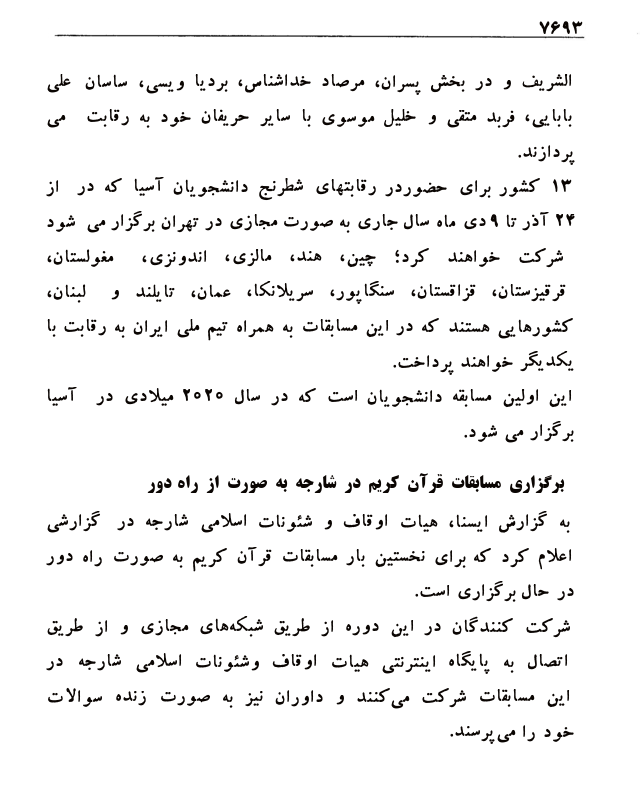 ۷۶۹۳
الشریف و در بخش پسران، مرصاد خداشناس، بردیا ویسی، ساسان علی
بابایی، فربد متقی و خلیل موسوی با سایر حریفان خود به رقابت می
پردازند.
۱۳ کشور برای حضوردر رقابتهای شطرنج دانشجویان آسیا که در از
۲۴ آذر تا ۹ دی ماه سال جاری به صورت مجازی در تهران برگزار می شود
شرکت خواهند کرد؛ چین، هند، مالزی، اندونزی، مغولستان،
قرقیزستان، قزاقستان، سنگاپور، سریلانکا، عمان، تایلند و لبنان،
کشورهایی هستند که در این مسابقات به همراه تیم ملی ایران به رقابت با
یکدیگر خواهند پرداخت.
این اولین مسابقه دانشجویان است که در سال ۲۰۲۰ میلادی در آسیا
برگزار می شود.
برگزاری مسابقات قرآن کریم در شارجه به صورت از راه دور
به گزارش ایسنا، هیات اوقاف و شئونات اسلامی شارجه در گزارشی
اعلام کرد که برای نخستین بار مسابقات قرآن کریم به صورت راه دور
در حال برگزاری است.
شرکت کنندگان در این دوره از طریق شبکه‌های مجازی و از طریق
اتصال به پایگاه اینترنتی هیات اوقاف وشئونات اسلامی شارجه در
این مسابقات شرکت می‌کنند و داوران نیز به صورت زنده سوالات
خود را می‌پرسند.